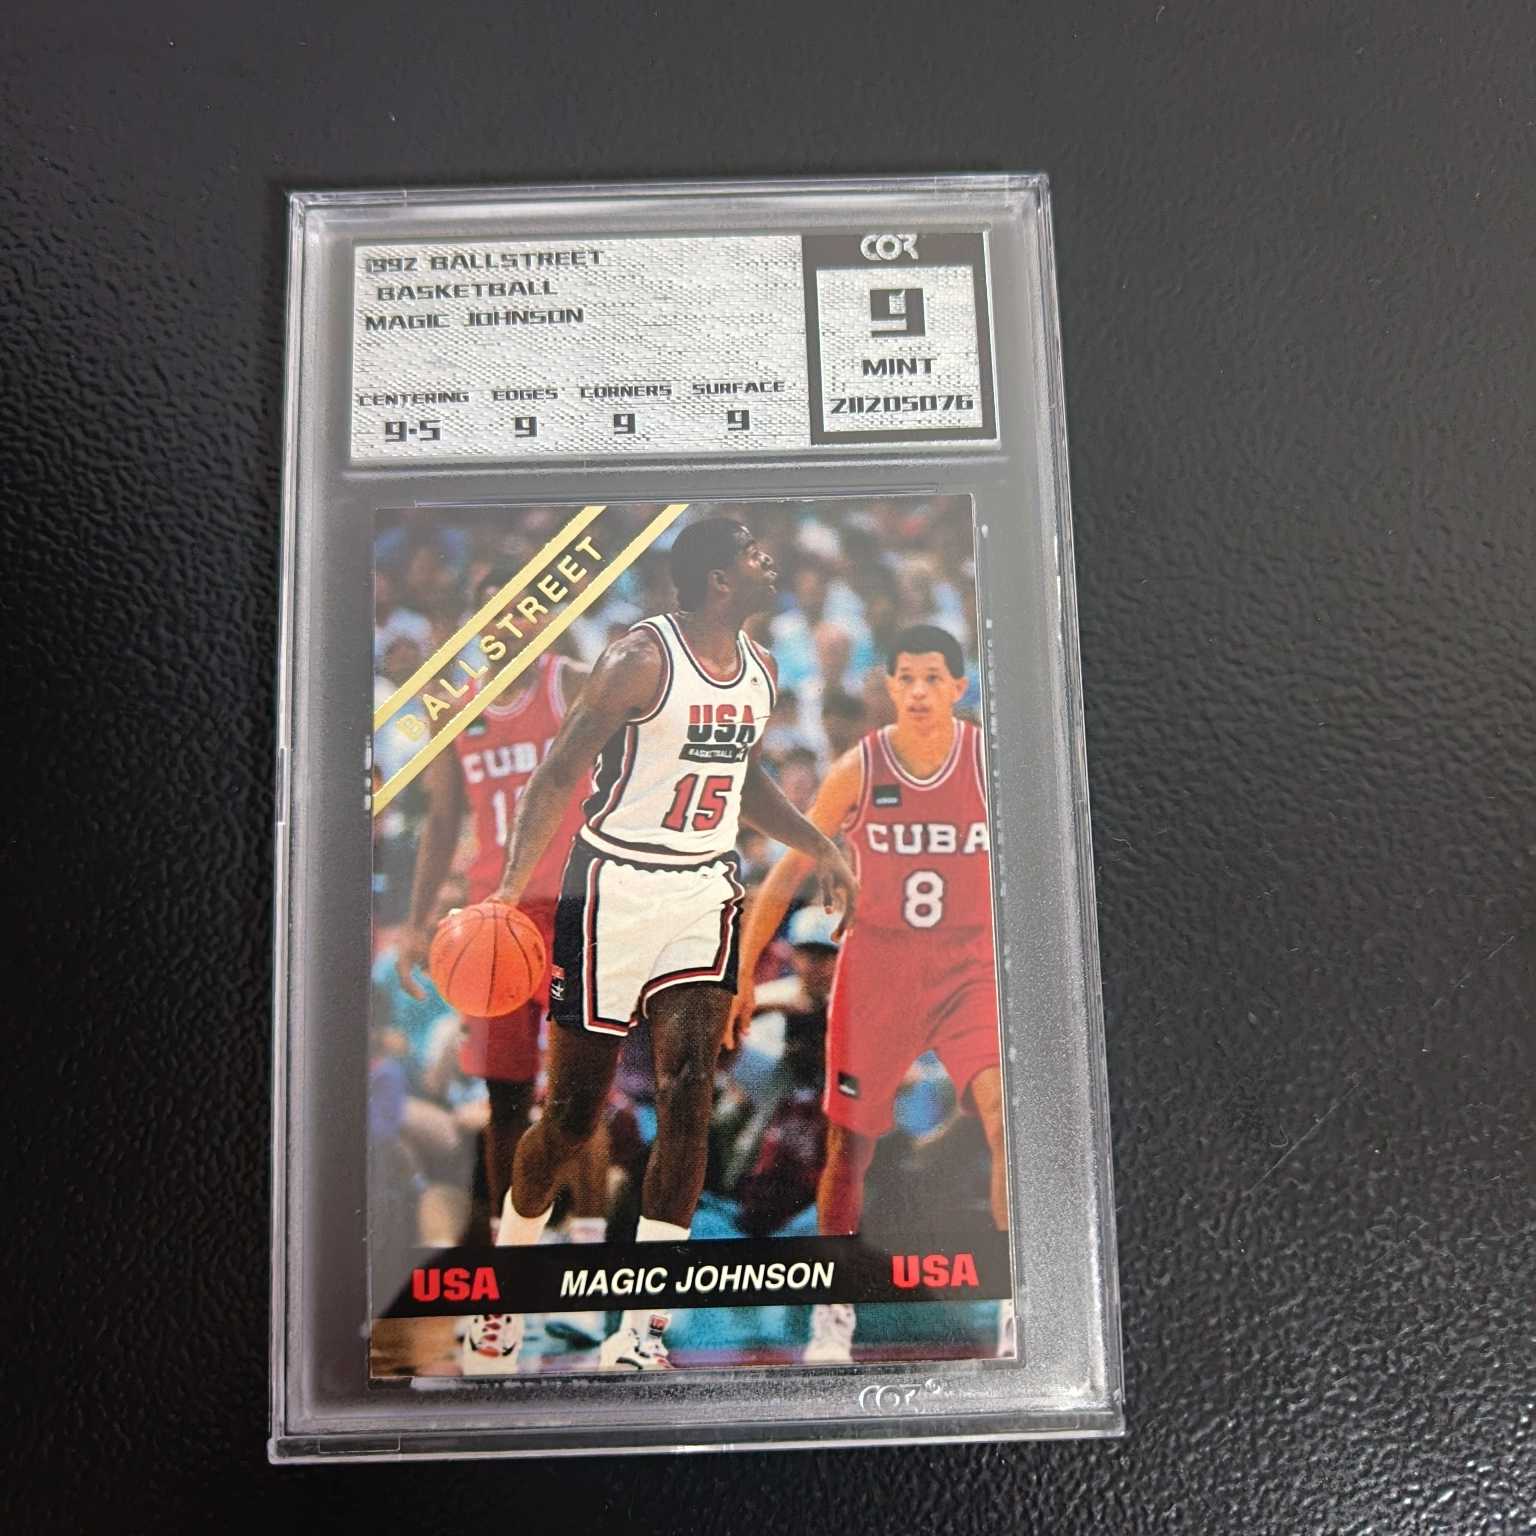 1992 BALLSTREET
BASKETBALL
MAGIC JOHNSON
CENTERING EDGES CORNERS SURFACE
9.5 9 9 9
COR
9
MINT
20205076
BALLSTREET
USA
BASKETBALL
15
CUBA
1
CUBA
8
USA MAGIC JOHNSON USA
COR